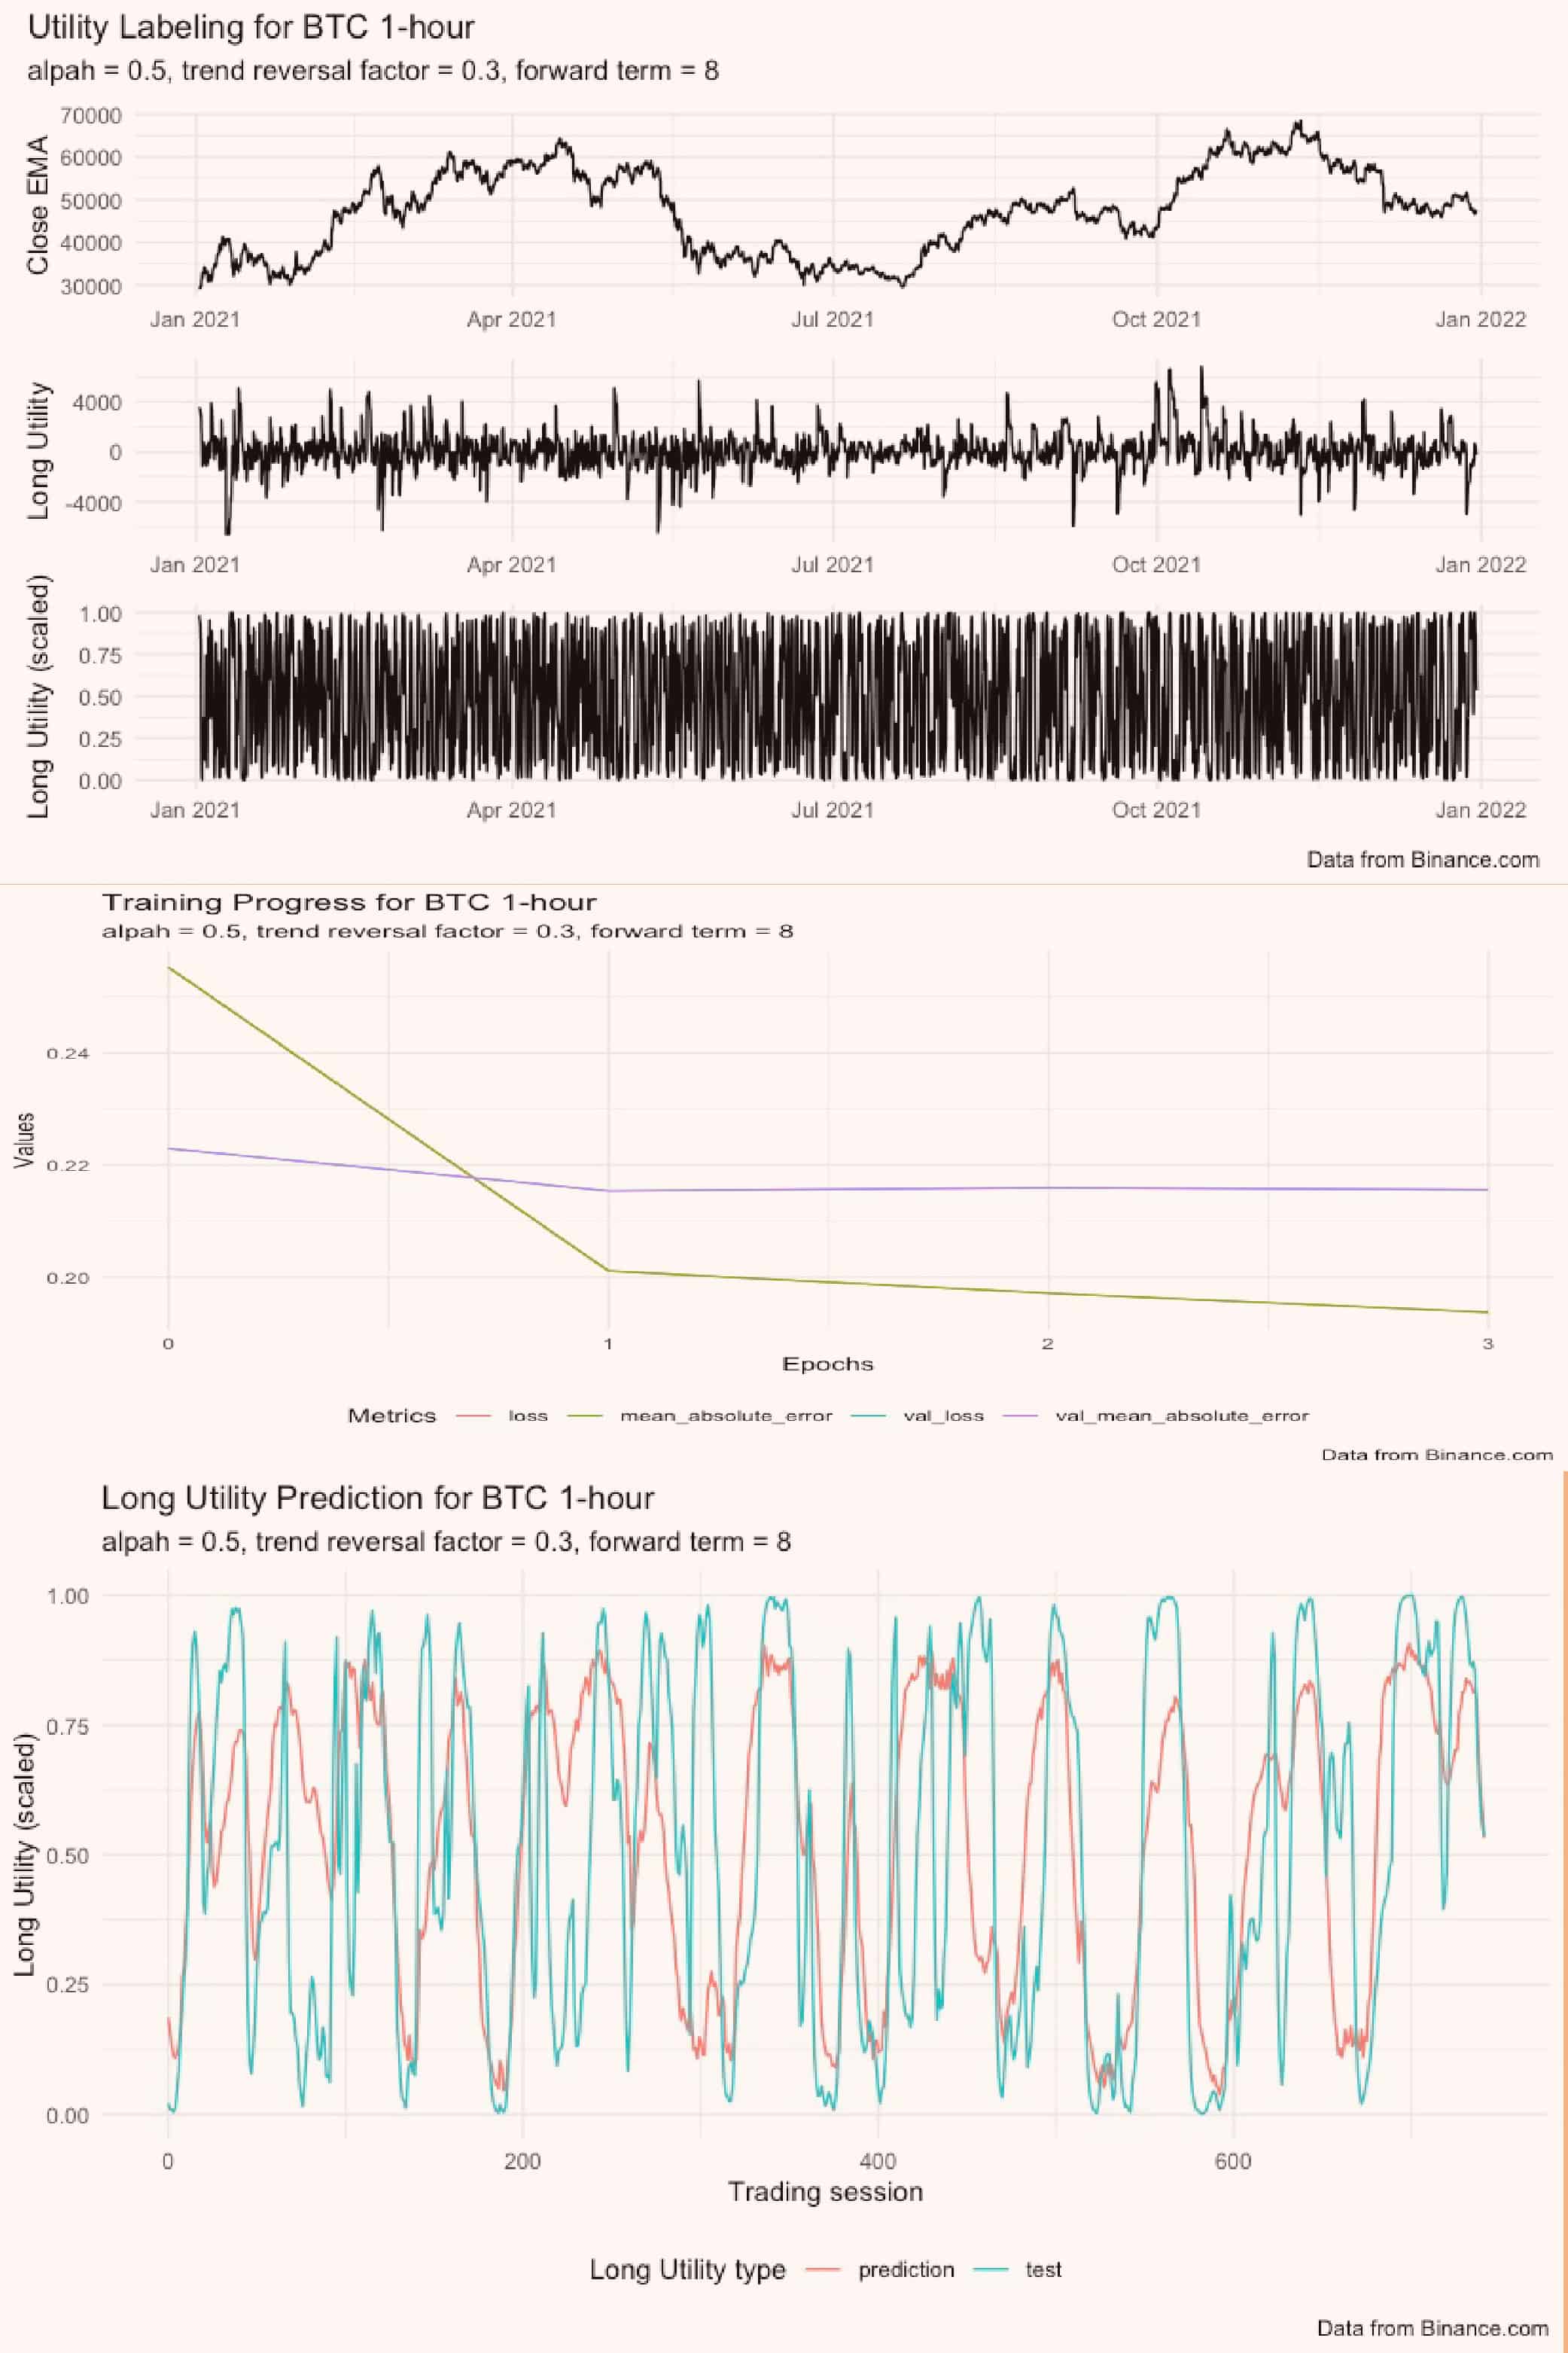 Utility Labeling for BTC 1-hour
alpah = 0.5, trend reversal factor = 0.3, forward term = 8
Close EMA
70000
60000
50000
40000
30000
Jan 2021 Apr 2021 Jul 2021 Oct 2021 Jan 2022
Long Utility
4000
0
-4000
Jan 2021 Apr 2021 Jul 2021 Oct 2021 Jan 2022
Long Utility (scaled)
1.00
0.75
0.50
0.25
0.00
Jan 2021 Apr 2021 Jul 2021 Oct 2021 Jan 2022
Data from Binance.com
Training Progress for BTC 1-hour
alpah = 0.5, trend reversal factor = 0.3, forward term = 8
Values
0.24
0.22
0.20
0 1 2 3
Epochs
Metrics loss mean_absolute_error val_loss val_mean_absolute_error
Data from Binance.com
Long Utility Prediction for BTC 1-hour
alpah = 0.5, trend reversal factor = 0.3, forward term = 8
Long Utility (scaled)
1.00
0.75
0.50
0.25
0.00
0 200 400 600
Trading session
Long Utility type prediction test
Data from Binance.com